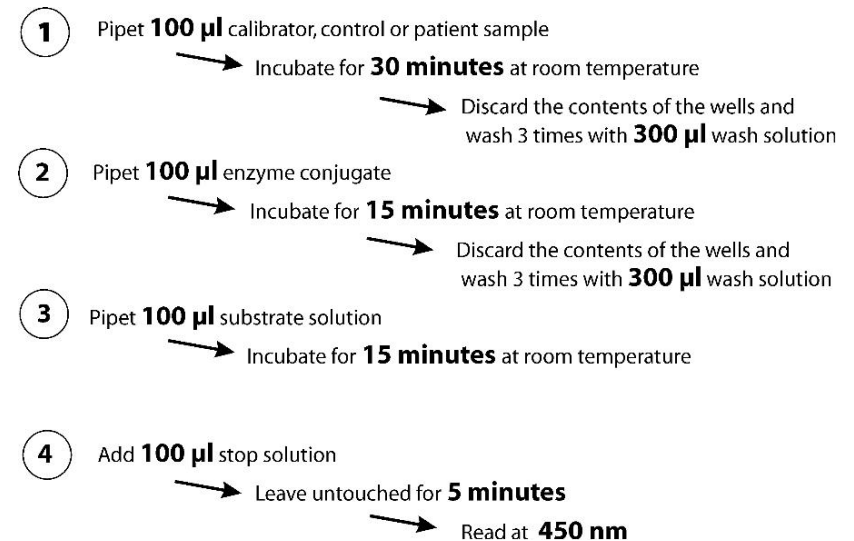 1 Pipet 100 µl calibrator, control or patient sample
Incubate for 30 minutes at room temperature
Discard the contents of the wells and
wash 3 times with 300 µl wash solution
2 Pipet 100 µl enzyme conjugate
Incubate for 15 minutes at room temperature
Discard the contents of the wells and
wash 3 times with 300 µl wash solution
3 Pipet 100 µl substrate solution
Incubate for 15 minutes at room temperature
4 Add 100 µl stop solution
Leave untouched for 5 minutes
Read at 450 nm